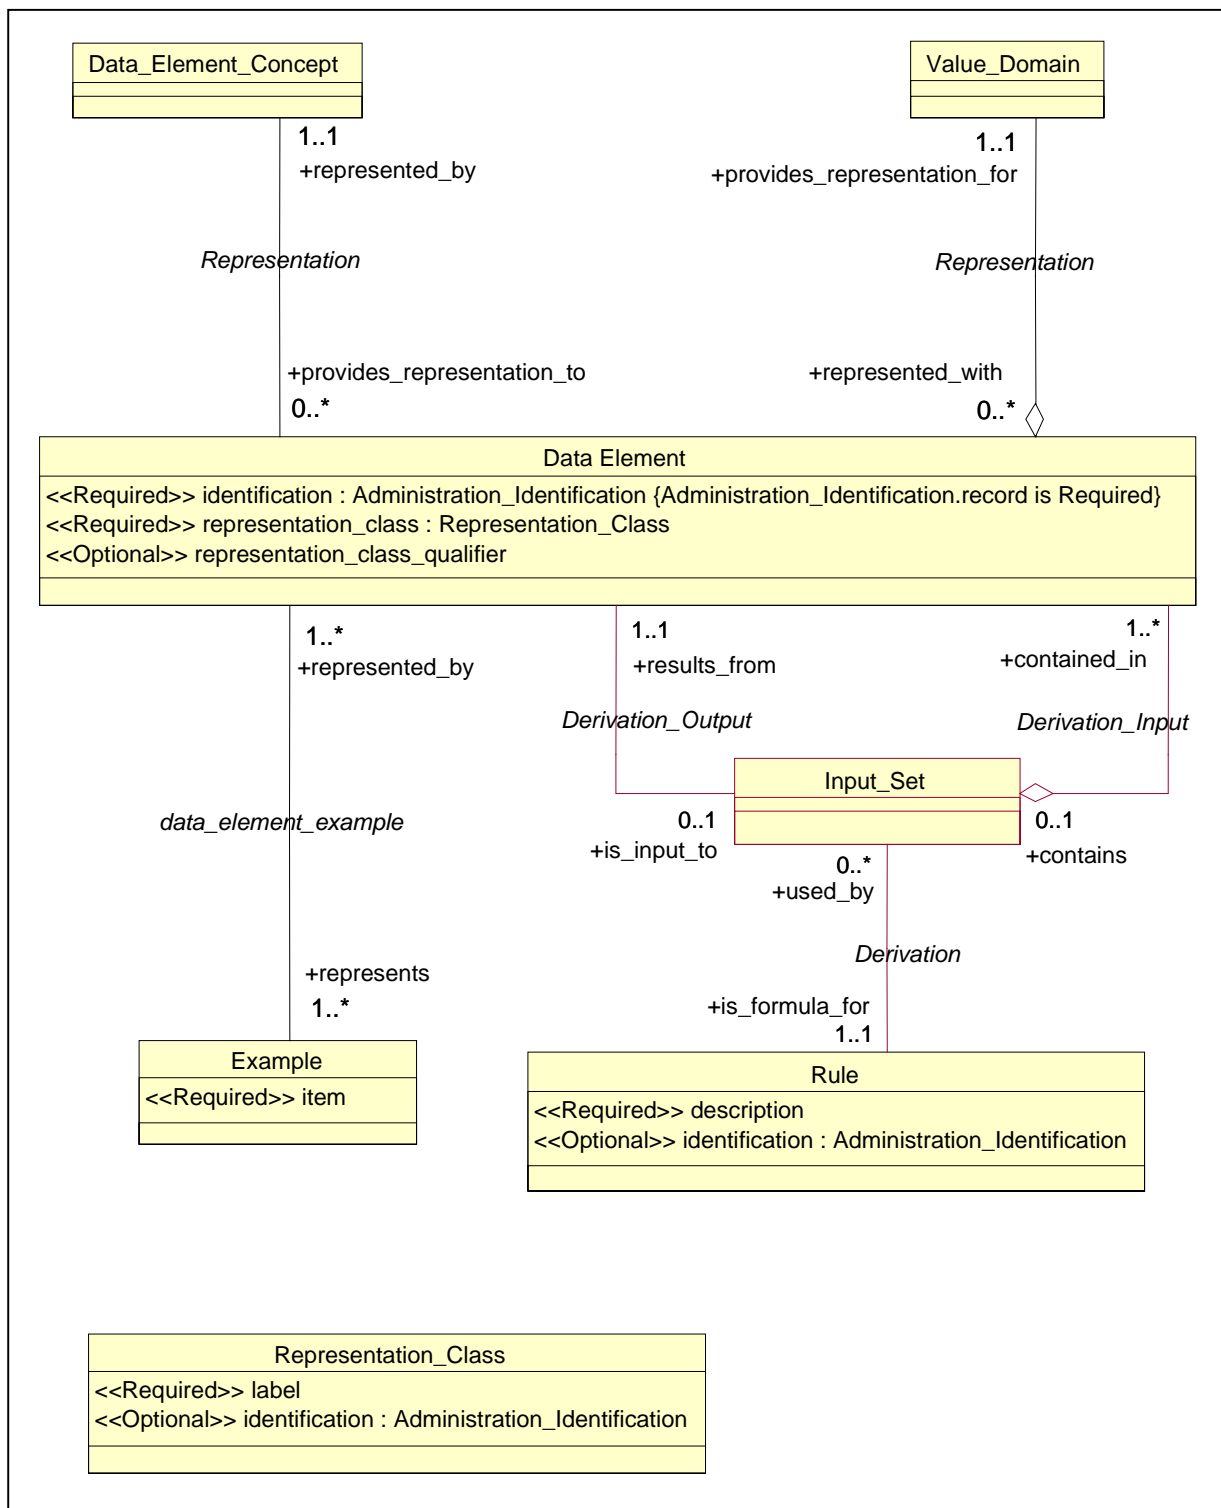 Data_Element_Concept
Value_Domain
1..1
+represented_by
1..1
+provides_representation_for
Representation
Representation
+provides_representation_to
0..*
+represented_with
0..*
Data Element
<<Required>> identification : Administration_Identification {Administration_Identification.record is Required}
<<Required>> representation_class : Representation_Class
<<Optional>> representation_class_qualifier
1..*
+represented_by
1..1
+results_from
1..*
+contained_in
Derivation_Output
Derivation_Input
Input_Set
data_element_example
0..1
+is_input_to
0..1
+contains
0..*
+used_by
Derivation
+represents
1..*
+is_formula_for
1..1
Example
<<Required>> item
Rule
<<Required>> description
<<Optional>> identification : Administration_Identification
Representation_Class
<<Required>> label
<<Optional>> identification : Administration_Identification